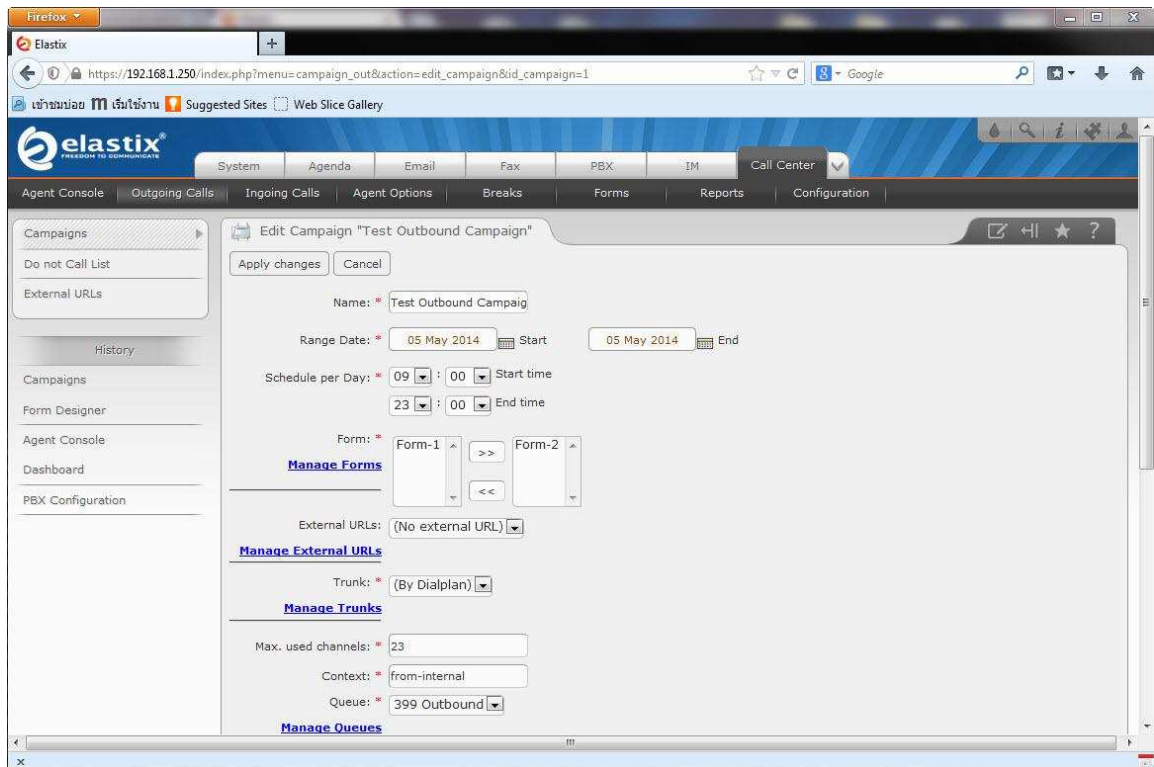 Firefox
Elastix
+
https://192.168.1.250/index.php?menu=campaign_out&action=edit_campaign&id_campaign=1
Google
เข้าชมบ่อย เริ่มใช้งาน Suggested Sites Web Slice Gallery
elastix®
FREEDOM TO COMMUNICATE
System Agenda Email Fax PBX IM Call Center
Agent Console Outgoing Calls Ingoing Calls Agent Options Breaks Forms Reports Configuration
Campaigns
Do not Call List
External URLs
History
Campaigns
Form Designer
Agent Console
Dashboard
PBX Configuration
Edit Campaign "Test Outbound Campaign"
Apply changes Cancel
Name: * Test Outbound Campaig
Range Date: * 05 May 2014 Start 05 May 2014 End
Schedule per Day: * 09 : 00 Start time
23 : 00 End time
Form: * Form-1 >> Form-2
Manage Forms
<<
External URLs: (No external URL)
Manage External URLs
Trunk: * (By Dialplan)
Manage Trunks
Max. used channels: * 23
Context: * from-internal
Queue: * 399 Outbound
Manage Queues
x